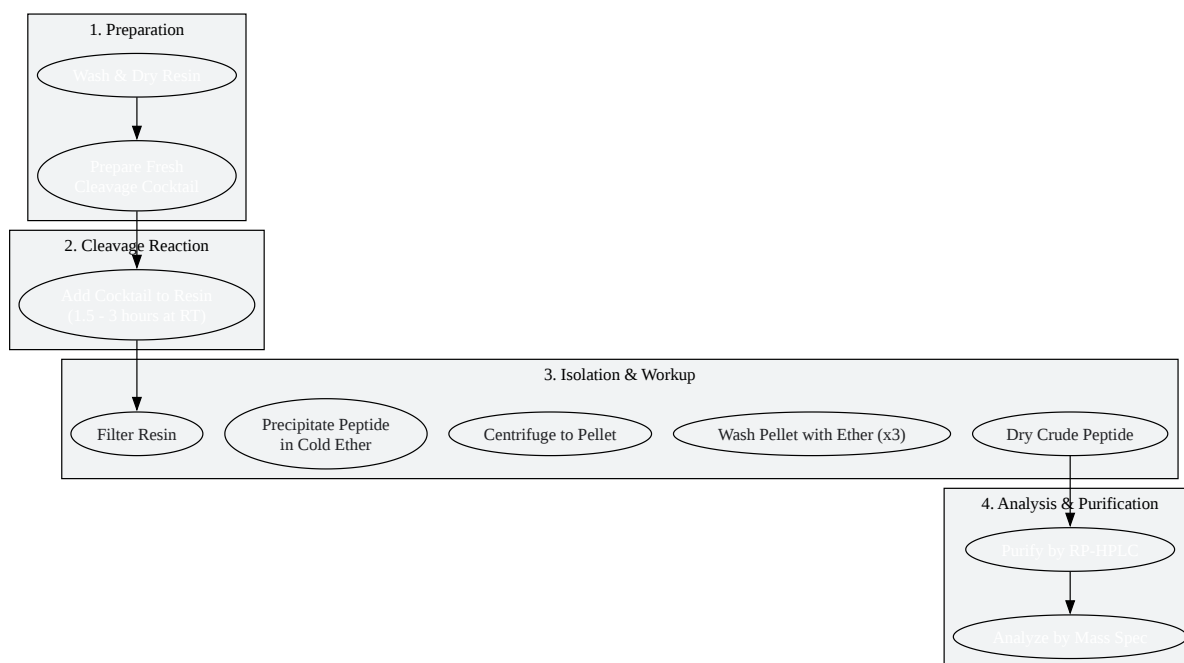 1. Preparation
Wash & Dry Resin
Prepare Fresh
Cleavage Cocktail
2. Cleavage Reaction
Add Cocktail to Resin
(1.5 - 3 hours at RT)
3. Isolation & Workup
Filter Resin
Precipitate Peptide
in Cold Ether
Centrifuge to Pellet
Wash Pellet with Ether (x3)
Dry Crude Peptide
4. Analysis & Purification
Purify by RP-HPLC
Analyze by Mass Spec